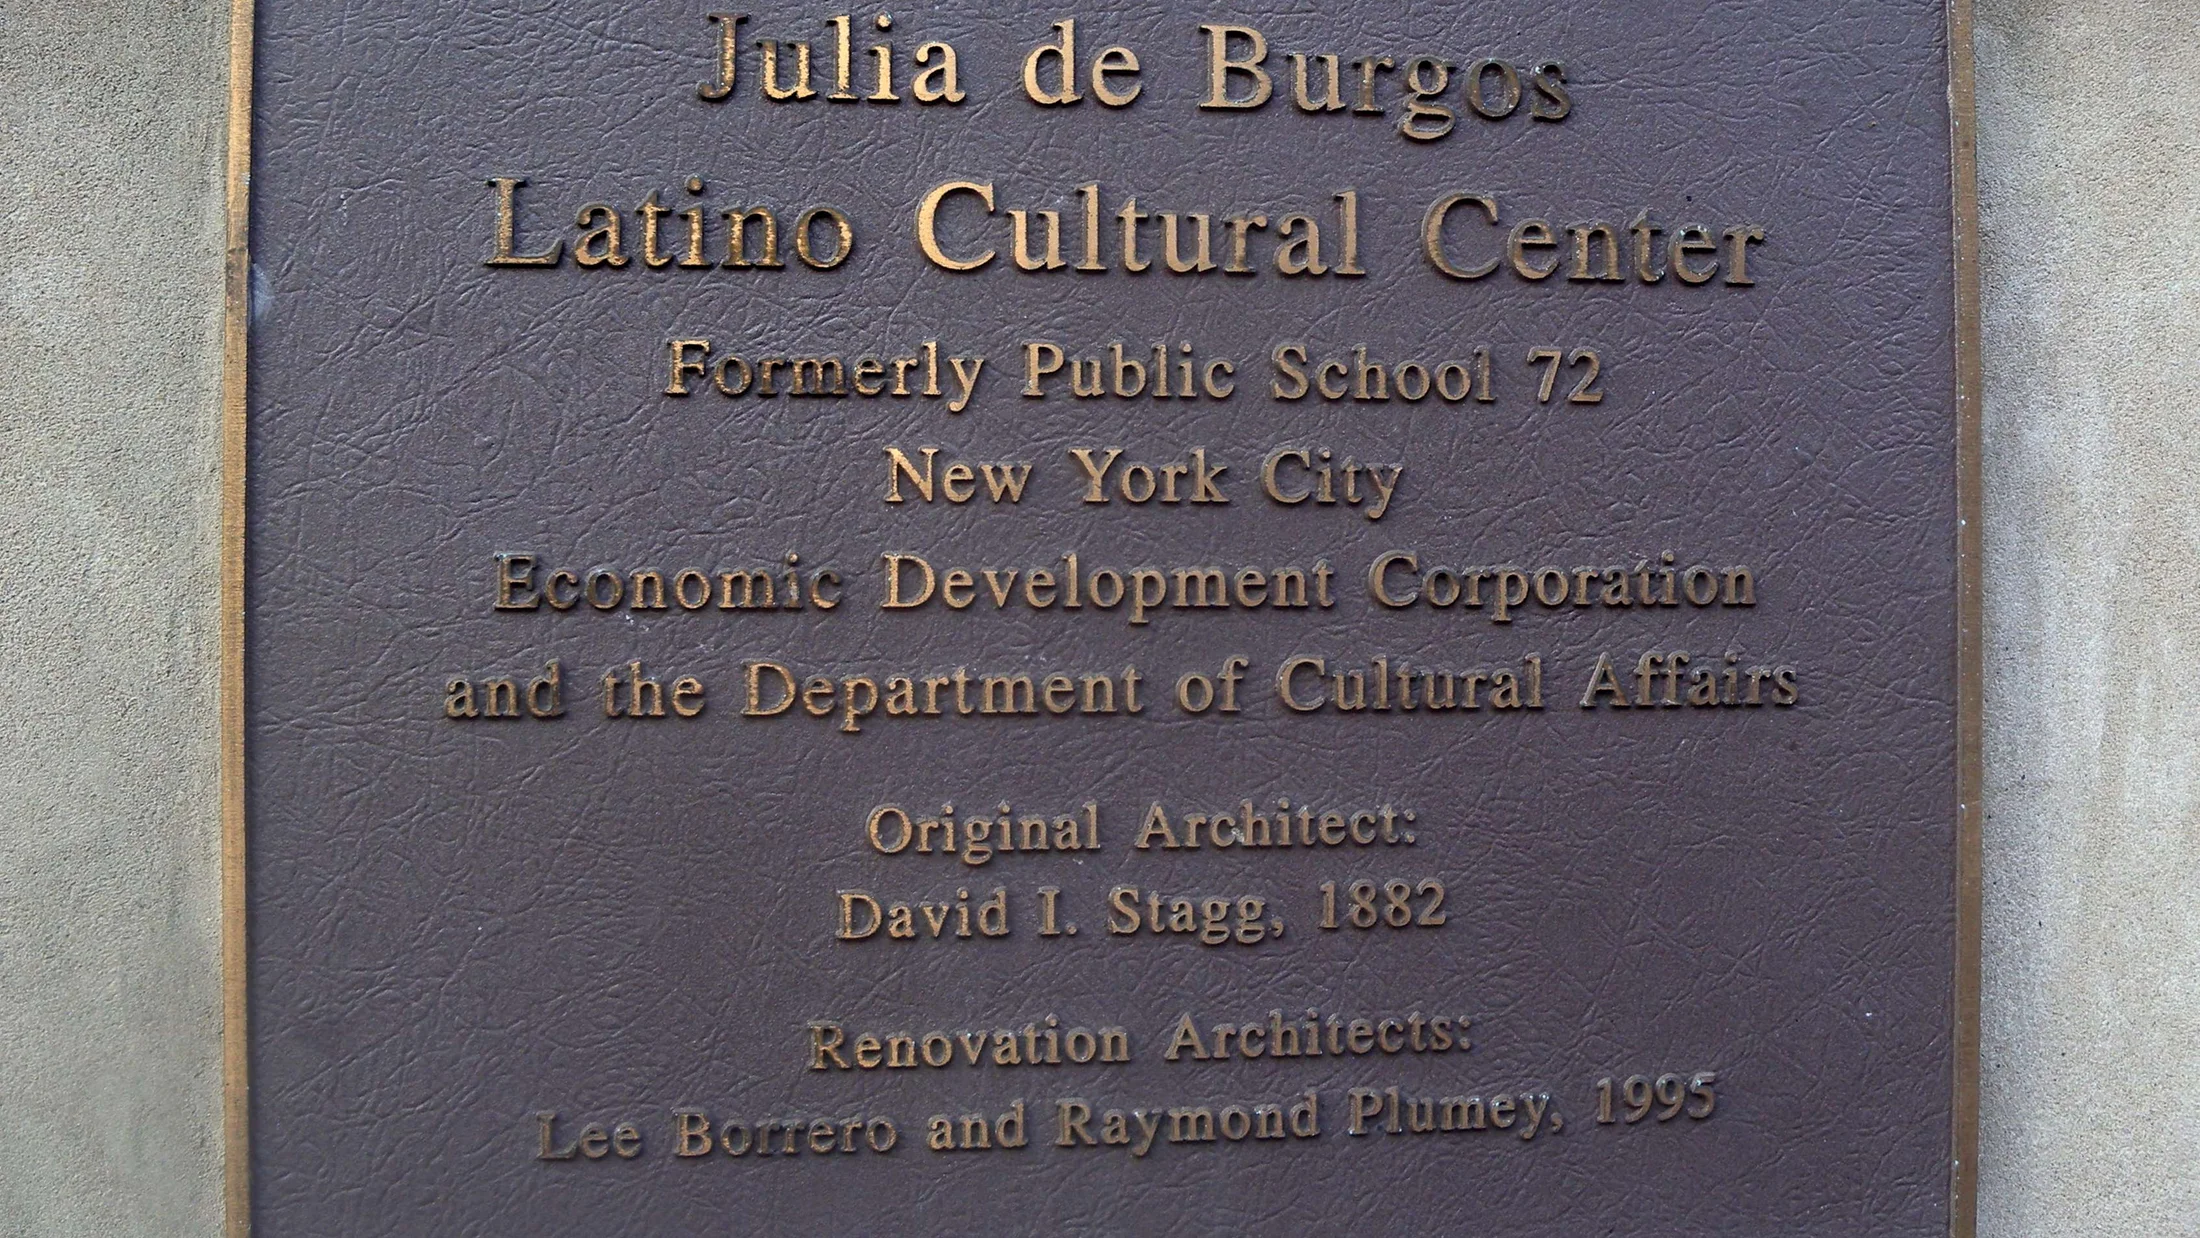 Julia de Burgos
Latino Cultural Center
Formerly Public School 72
New York City
Economic Development Corporation
and the Department of Cultural Affairs
Original Architect:
David I. Stagg, 1882
Renovation Architects:
Lee Borrero and Raymond Plumey, 1995